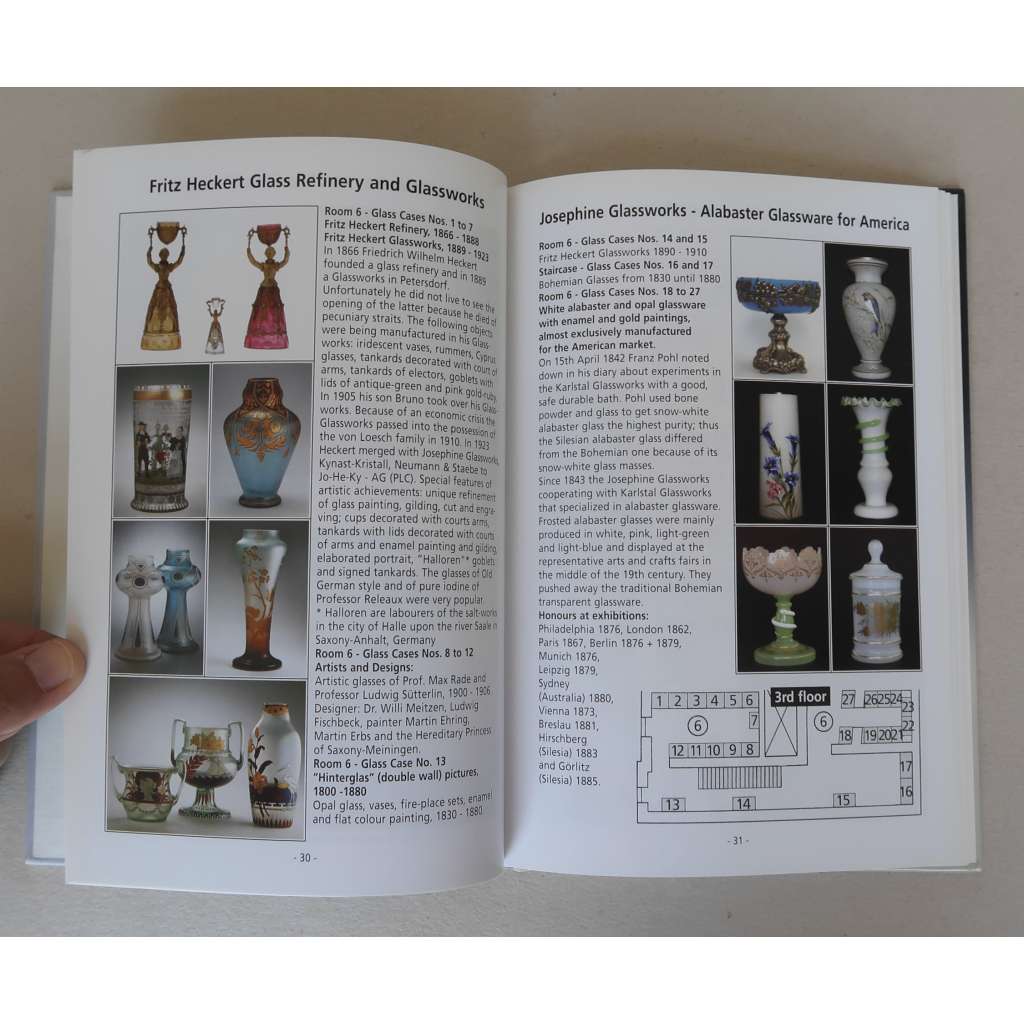 Fritz Heckert Glass Refinery and Glassworks
Room 6 - Glass Cases Nos. 1 to 7
Fritz Heckert Refinery, 1866 - 1888
Fritz Heckert Glassworks, 1889 - 1923
In 1866 Friedrich Wilhelm Heckert
founded a glass refinery and in 1889
a Glassworks in Petersdorf.
Unfortunately he did not live to see the
opening of the latter because he died of
pecuniary straits. The following objects
were being manufactured in his Glass-
works: iridescent vases, rummers, Cyprus
glasses, tankards decorated with court of
arms, tankards of electors, goblets with
lids of antique-green and pink gold-ruby.
In 1905 his son Bruno took over his Glass-
works. Because of an economic crisis the
Glassworks passed into the possession of
the von Loesch family in 1910. In 1923
Heckert merged with Josephine Glassworks,
Kynast-Kristall, Neumann & Staebe to
Jo-He-Ky - AG (PLC). Special features of
artistic achievements: unique refinement
of glass painting, gilding, cut and engra-
ving; cups decorated with courts arms,
tankards with lids decorated with courts
of arms and enamel painting and gilding,
elaborated portrait, "Halloren"* goblets
and signed tankards. The glasses of Old
German style and of pure iodine of
Professor Releaux were very popular.
* Halloren are labourers of the salt-works
in the city of Halle upon the river Saale in
Saxony-Anhalt, Germany
Room 6 - Glass Cases Nos. 8 to 12
Artists and Designs:
Artistic glasses of Prof. Max Rade and
Professor Ludwig Sütterlin, 1900 - 1906.
Designer: Dr. Willi Meitzen, Ludwig
Fischbeck, painter Martin Ehring,
Martin Erbs and the Hereditary Princess
of Saxony-Meiningen.
Room 6 - Glass Case No. 13
"Hinterglas" (double wall) pictures,
1800 -1880
Opal glass, vases, fire-place sets, enamel
and flat colour painting, 1830 - 1880.
- 30 -
Josephine Glassworks - Alabaster Glassware for America
Room 6 - Glass Cases Nos. 14 and 15
Fritz Heckert Glassworks 1890 - 1910
Staircase - Glass Cases Nos. 16 and 17
Bohemian Glasses from 1830 until 1880
Room 6 - Glass Cases Nos. 18 to 27
White alabaster and opal glassware
with enamel and gold paintings,
almost exclusively manufactured
for the American market.
On 15th April 1842 Franz Pohl noted
down in his diary about experiments in
the Karlstal Glassworks with a good,
safe durable bath. Pohl used bone
powder and glass to get snow-white
alabaster glass the highest purity; thus
the Silesian alabaster glass differed
from the Bohemian one because of its
snow-white glass masses.
Since 1843 the Josephine Glassworks
cooperating with Karlstal Glassworks
that specialized in alabaster glassware.
Frosted alabaster glasses were mainly
produced in white, pink, light-green
and light-blue and displayed at the
representative arts and crafts fairs in
the middle of the 19th century. They
pushed away the traditional Bohemian
transparent glassware.
Honours at exhibitions:
Philadelphia 1876, London 1862,
Paris 1867, Berlin 1876 + 1879,
Munich 1876,
Leipzig 1879,
Sydney
(Australia) 1880,
Vienna 1873,
Breslau 1881,
Hirschberg
(Silesia) 1883
and Görlitz
(Silesia) 1885.
3rd floor
1 2 3 4 5 6
27 26 25 24
23
6 7
6
22
12 11 10 9 8
18 19 20 21
17
16
13 14 15
- 31 -